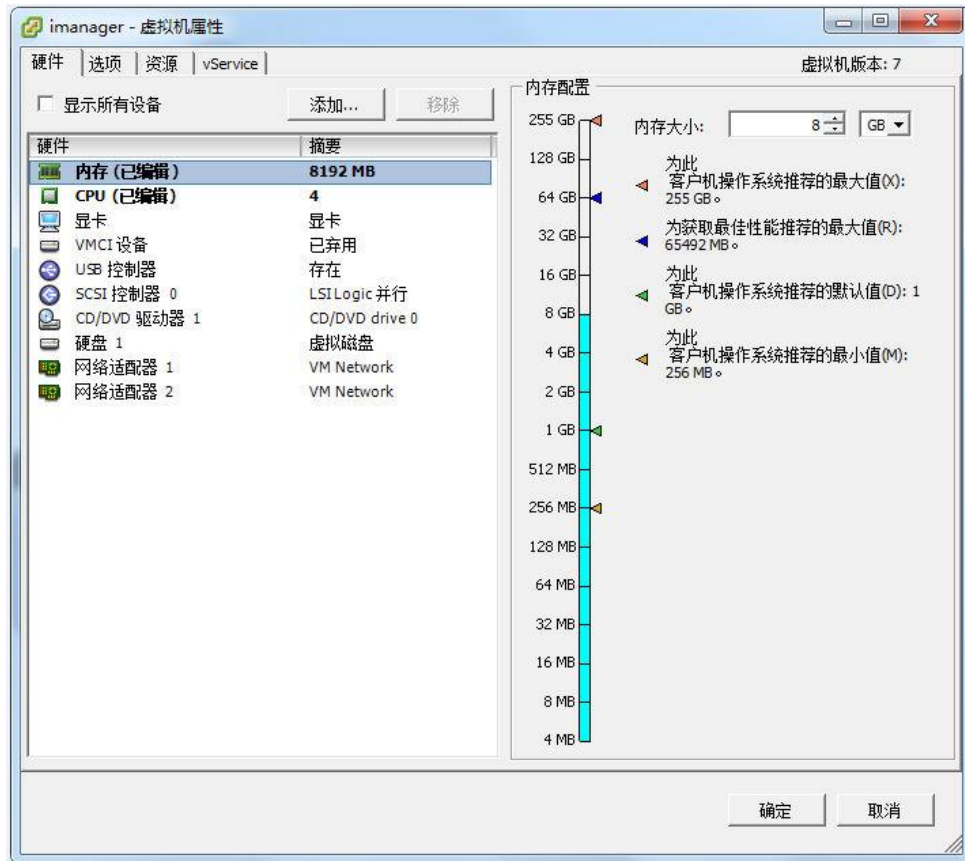 imanager - 虚拟机属性
硬件 选项 资源 vService 虚拟机版本: 7
显示所有设备 添加... 移除
硬件 摘要
内存 (已编辑) 8192 MB
CPU (已编辑) 4
显卡 显卡
VMCI 设备 已弃用
USB 控制器 存在
SCSI 控制器 0 LSI Logic 并行
CD/DVD 驱动器 1 CD/DVD drive 0
硬盘 1 虚拟磁盘
网络适配器 1 VM Network
网络适配器 2 VM Network
内存配置
255 GB
128 GB
64 GB
32 GB
16 GB
8 GB
4 GB
2 GB
1 GB
512 MB
256 MB
128 MB
64 MB
32 MB
16 MB
8 MB
4 MB
内存大小: 8 GB
为此
客户机操作系统推荐的最大值(X):
255 GB。
为获取最佳性能推荐的最大值(R):
65492 MB。
为此
客户机操作系统推荐的默认值(D): 1
GB。
为此
客户机操作系统推荐的最小值(M):
256 MB。
确定 取消